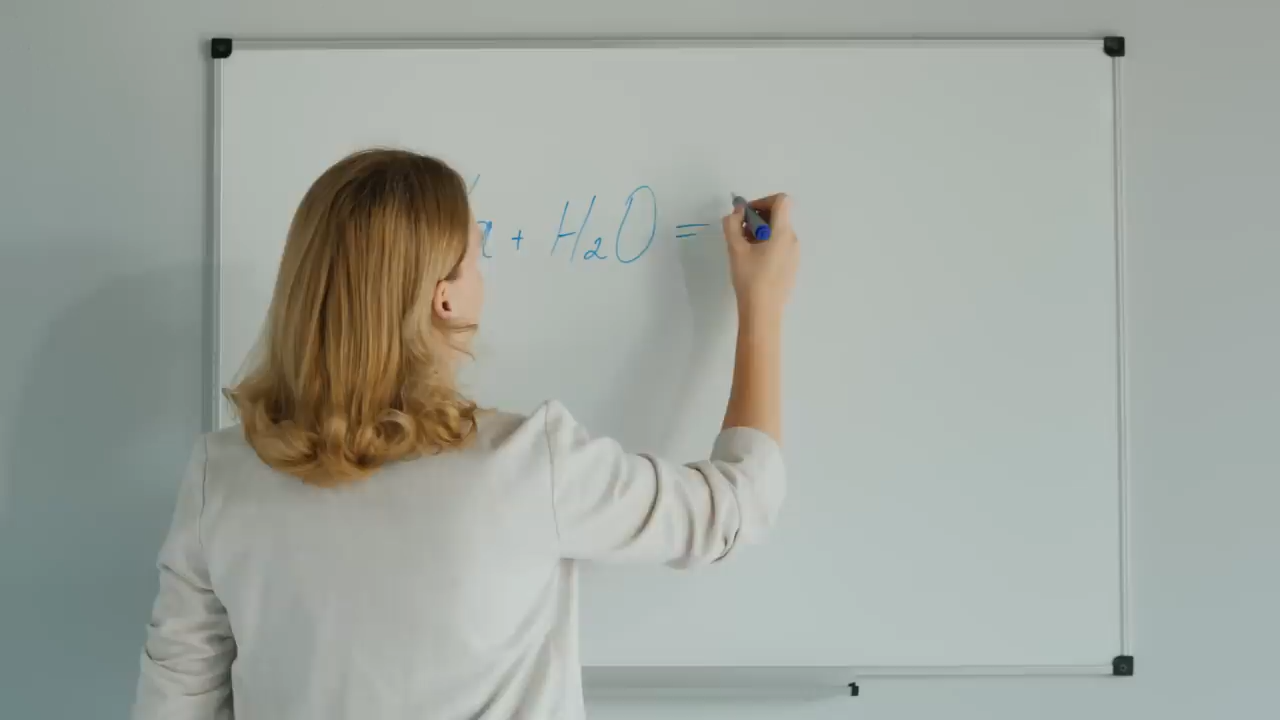 a + H₂O =